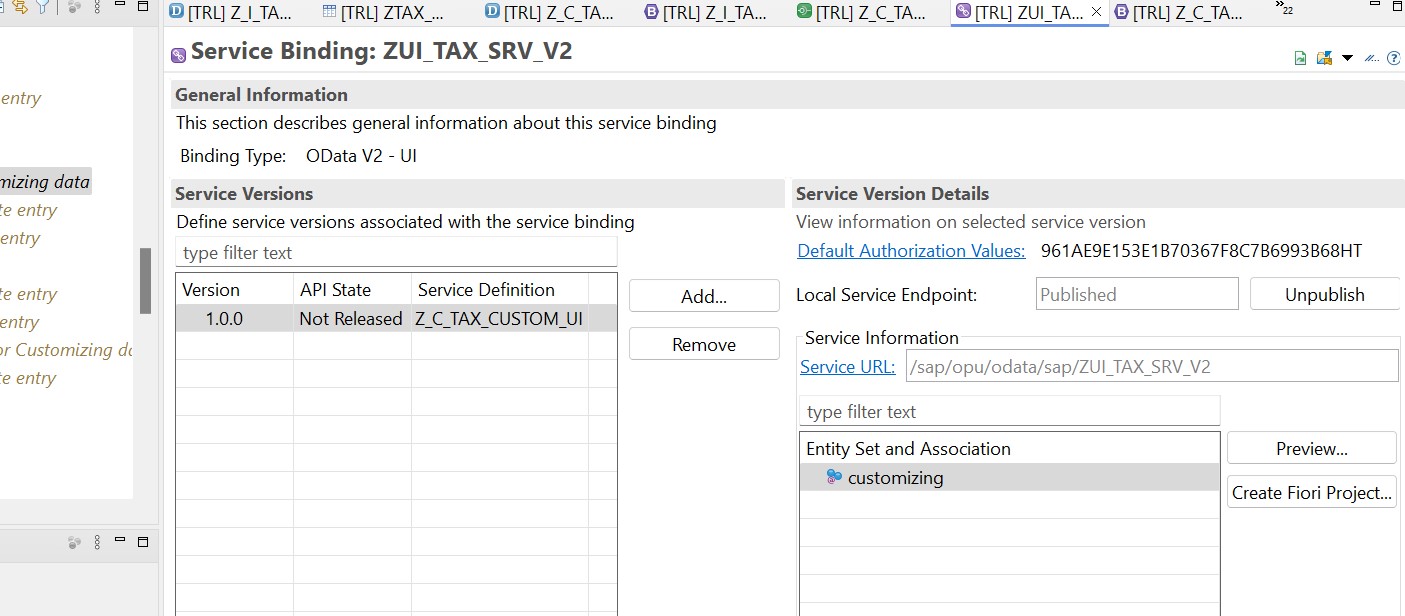 [TRL] Z_I_TA...
[TRL] ZTAX_...
[TRL] Z_C_TA...
[TRL] Z_I_TA...
[TRL] Z_C_TA...
[TRL] ZUI_TA...
[TRL] Z_C_TA...
22
entry
mizing data
te entry
entry
te entry
entry
or Customizing da
te entry
Service Binding: ZUI_TAX_SRV_V2
General Information
This section describes general information about this service binding
Binding Type: OData V2 - UI
Service Versions
Define service versions associated with the service binding
type filter text
Version API State Service Definition
1.0.0 Not Released Z_C_TAX_CUSTOM_UI
Add...
Remove
Service Version Details
View information on selected service version
Default Authorization Values: 961AE9E153E1B70367F8C7B6993B68HT
Local Service Endpoint: Published Unpublish
Service Information
Service URL: /sap/opu/odata/sap/ZUI_TAX_SRV_V2
type filter text
Entity Set and Association
customizing
Preview...
Create Fiori Project...